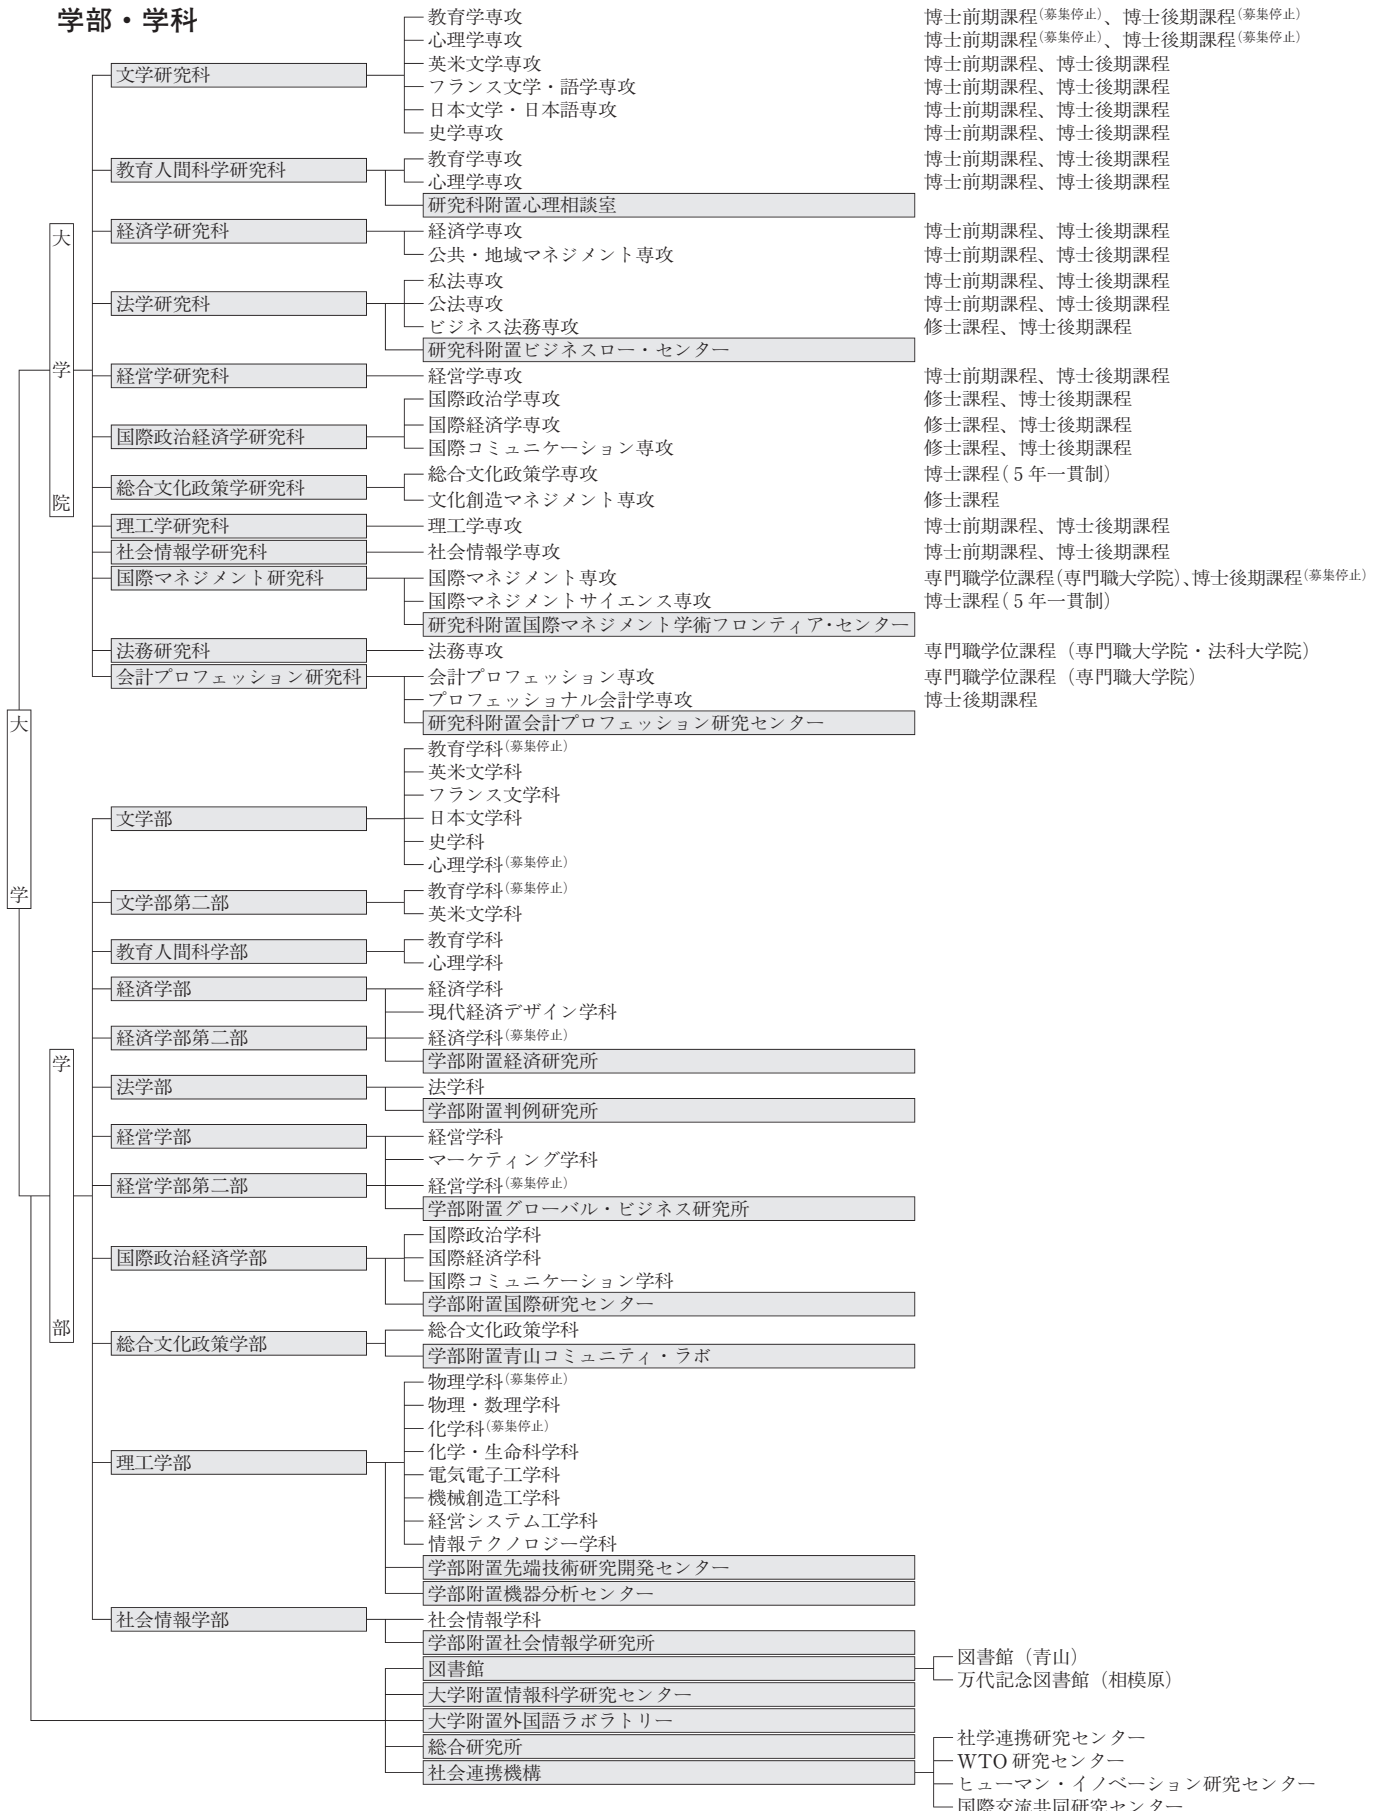 学部・学科
大学
大学院
文学研究科
教育学専攻 博士前期課程(募集停止)、博士後期課程(募集停止)
心理学専攻 博士前期課程(募集停止)、博士後期課程(募集停止)
英米文学専攻 博士前期課程、博士後期課程
フランス文学・語学専攻 博士前期課程、博士後期課程
日本文学・日本語専攻 博士前期課程、博士後期課程
史学専攻 博士前期課程、博士後期課程
教育人間科学研究科
教育学専攻 博士前期課程、博士後期課程
心理学専攻 博士前期課程、博士後期課程
研究科附置心理相談室
経済学研究科
経済学専攻 博士前期課程、博士後期課程
公共・地域マネジメント専攻 博士前期課程、博士後期課程
法学研究科
私法専攻 博士前期課程、博士後期課程
公法専攻 博士前期課程、博士後期課程
ビジネス法務専攻 修士課程、博士後期課程
研究科附置ビジネスロー・センター
経営学研究科
経営学専攻 博士前期課程、博士後期課程
国際政治経済学研究科
国際政治学専攻 修士課程、博士後期課程
国際経済学専攻 修士課程、博士後期課程
国際コミュニケーション専攻 修士課程、博士後期課程
総合文化政策学研究科
総合文化政策学専攻 博士課程(5年一貫制)
文化創造マネジメント専攻 修士課程
理工学研究科
理工学専攻 博士前期課程、博士後期課程
社会情報学研究科
社会情報学専攻 博士前期課程、博士後期課程
国際マネジメント研究科
国際マネジメント専攻 専門職学位課程(専門職大学院)、博士後期課程(募集停止)
国際マネジメントサイエンス専攻 博士課程(5年一貫制)
研究科附置国際マネジメント学術フロンティア・センター
法務研究科
法務専攻 専門職学位課程（専門職大学院・法科大学院）
会計プロフェッション研究科
会計プロフェッション専攻 専門職学位課程（専門職大学院）
プロフェッショナル会計学専攻 博士後期課程
研究科附置会計プロフェッション研究センター
学部
文学部
教育学科(募集停止)
英米文学科
フランス文学科
日本文学科
史学科
心理学科(募集停止)
文学部第二部
教育学科(募集停止)
英米文学科
教育人間科学部
教育学科
心理学科
経済学部
経済学科
現代経済デザイン学科
経済学部第二部
経済学科(募集停止)
学部附置経済研究所
法学部
法学科
学部附置判例研究所
経営学部
経営学科
マーケティング学科
経営学部第二部
経営学科(募集停止)
学部附置グローバル・ビジネス研究所
国際政治経済学部
国際政治学科
国際経済学科
国際コミュニケーション学科
学部附置国際研究センター
総合文化政策学部
総合文化政策学科
学部附置青山コミュニティ・ラボ
理工学部
物理学科(募集停止)
物理・数理学科
化学科(募集停止)
化学・生命科学科
電気電子工学科
機械創造工学科
経営システム工学科
情報テクノロジー学科
学部附置先端技術研究開発センター
学部附置機器分析センター
社会情報学部
社会情報学科
学部附置社会情報学研究所
図書館
図書館（青山）
万代記念図書館（相模原）
大学附置情報科学研究センター
大学附置外国語ラボラトリー
総合研究所
社会連携機構
社学連携研究センター
WTO 研究センター
ヒューマン・イノベーション研究センター
国際交流共同研究センター